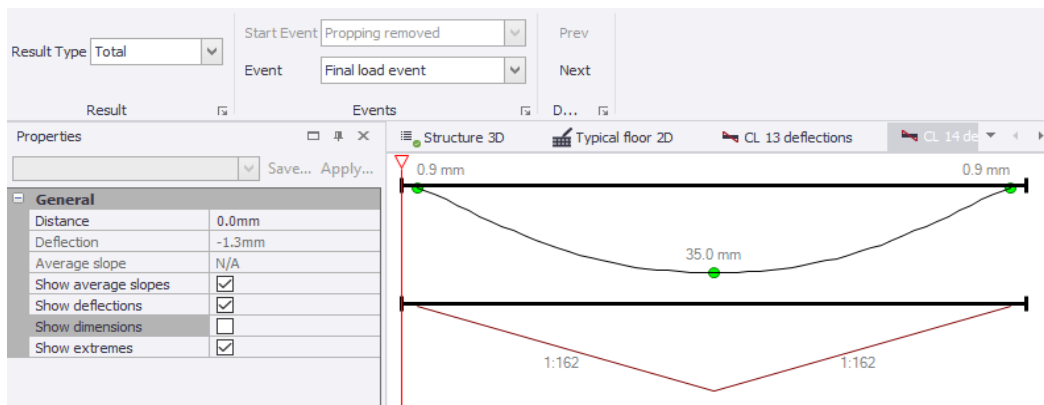 Start Event Propping removed Prev
Result Type Total
Event Final load event Next
Result Events D...
Properties Structure 3D Typical floor 2D CL 13 deflections CL 14 de
Save... Apply...
0.9 mm 0.9 mm
General
Distance 0.0mm
Deflection -1.3mm
Average slope N/A
35.0 mm
Show average slopes
Show deflections
Show dimensions
Show extremes
1:162 1:162